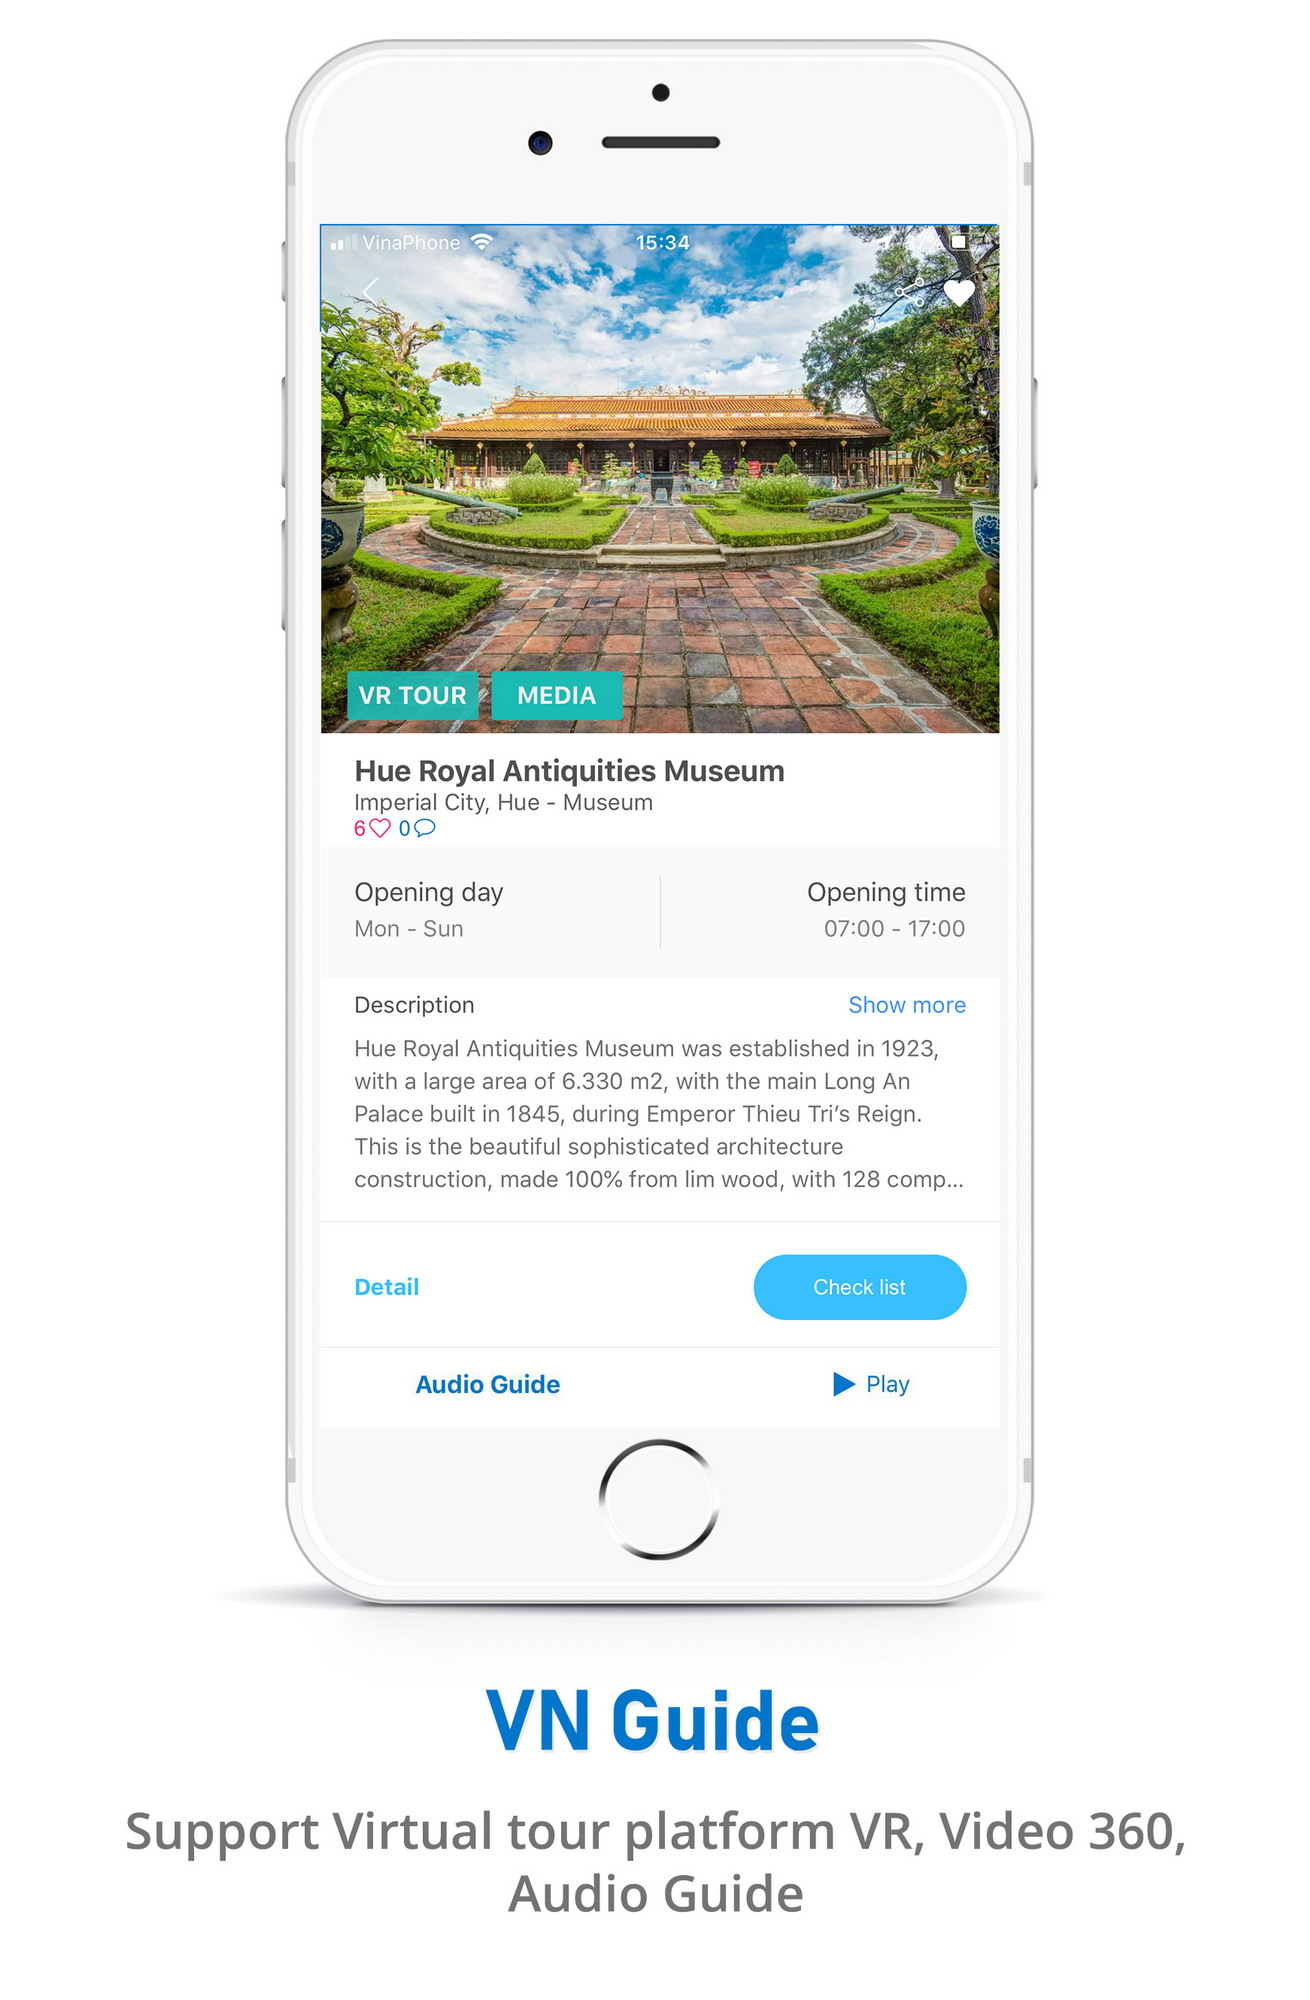 VinaPhone
15:34
37%
VR TOUR
MEDIA
Hue Royal Antiquities Museum
Imperial City, Hue - Museum
6 0
Opening day
Opening time
Mon - Sun
07:00 - 17:00
Description
Show more
Hue Royal Antiquities Museum was established in 1923,
with a large area of 6.330 m2, with the main Long An
Palace built in 1845, during Emperor Thieu Tri’s Reign.
This is the beautiful sophisticated architecture
construction, made 100% from lim wood, with 128 comp...
Detail
Check list
Audio Guide
Play
VN Guide
Support Virtual tour platform VR, Video 360,
Audio Guide